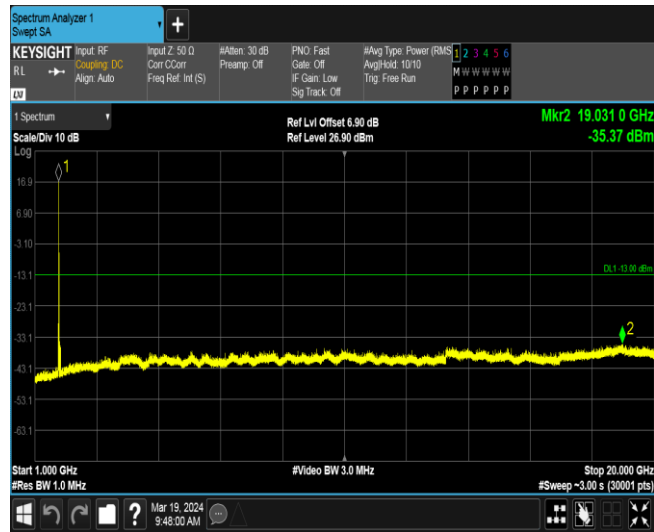 Spectrum Analyzer 1
Swept SA
+
KEYSIGHT
RL
LXI
Input: RF
Coupling: DC
Align: Auto
Input Z: 50 Ω
Corr CCorr
Freq Ref: Int (S)
#Atten: 30 dB
Preamp: Off
PNO: Fast
Gate: Off
IF Gain: Low
Sig Track: Off
#Avg Type: Power (RMS
Avg|Hold: 10/10
Trig: Free Run
1 2 3 4 5 6
M W W W W W
P P P P P P
1 Spectrum
Scale/Div 10 dB
Log
Ref Lvl Offset 6.90 dB
Ref Level 26.90 dBm
Mkr2 19.031 0 GHz
-35.37 dBm
1
16.9
6.90
-3.10
-13.1
DL1 -13.00 dBm
-23.1
-33.1
2
-43.1
-53.1
-63.1
Start 1.000 GHz
#Video BW 3.0 MHz
Stop 20.000 GHz
#Res BW 1.0 MHz
#Sweep ~3.00 s (30001 pts)
?
Mar 19, 2024
9:48:00 AM